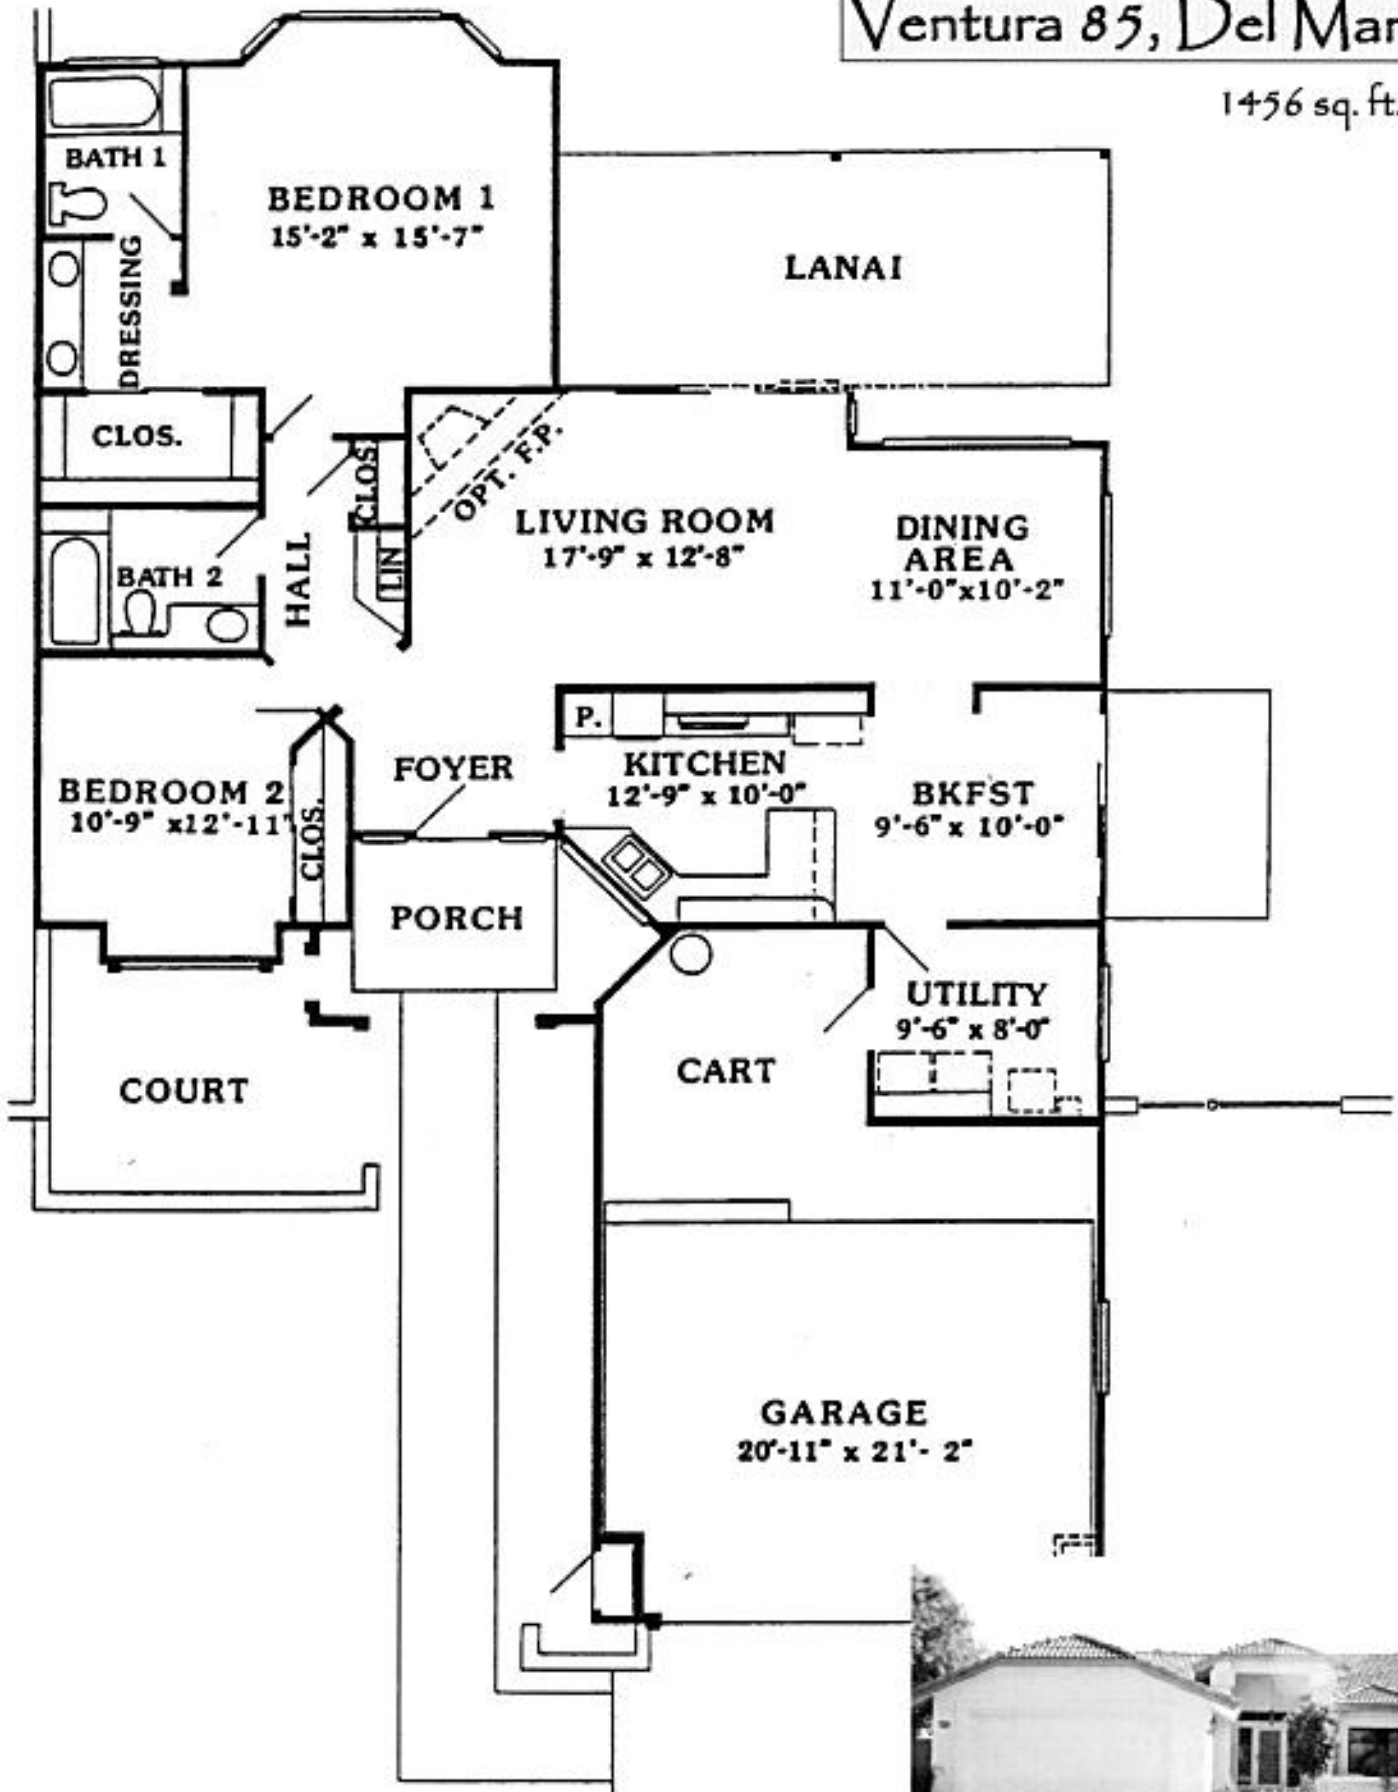 Ventura 85, Del Mar
1456 sq. ft.
BATH 1
BEDROOM 1
15'-2" x 15'-7"
DRESSING
LANAI
CLOS.
CLOS
OPT. F.P.
LIVING ROOM
17'-9" x 12'-8"
DINING
AREA
11'-0"x10'-2"
BATH 2
HALL
LIN
P.
FOYER
KITCHEN
12'-9" x 10'-0"
BKFST
9'-6" x 10'-0"
BEDROOM 2
10'-9" x12'-11'
CLOS.
PORCH
UTILITY
9'-6" x 8'-0"
CART
COURT
GARAGE
20'-11" x 21'- 2"